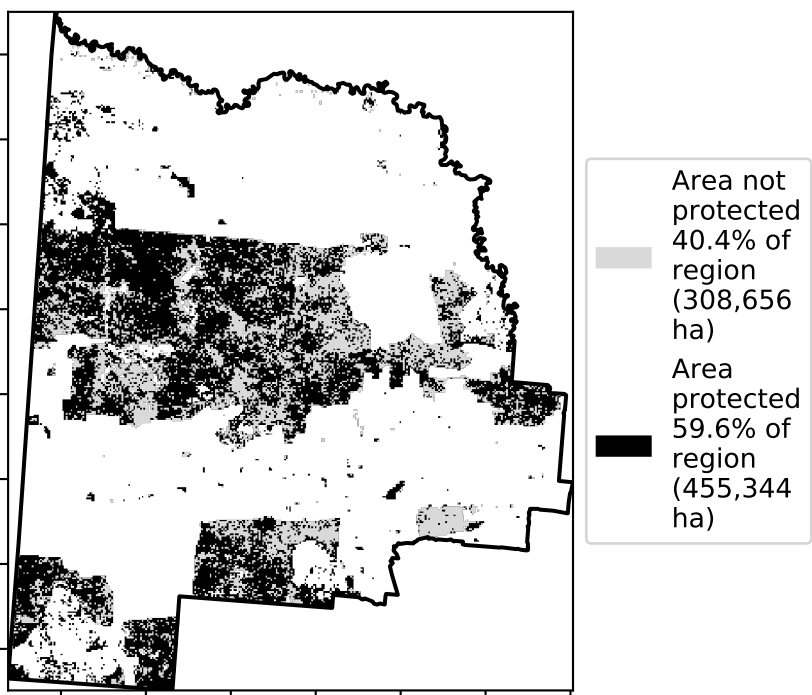 Area not
protected
40.4% of
region
(308,656
ha)
Area
protected
59.6% of
region
(455,344
ha)